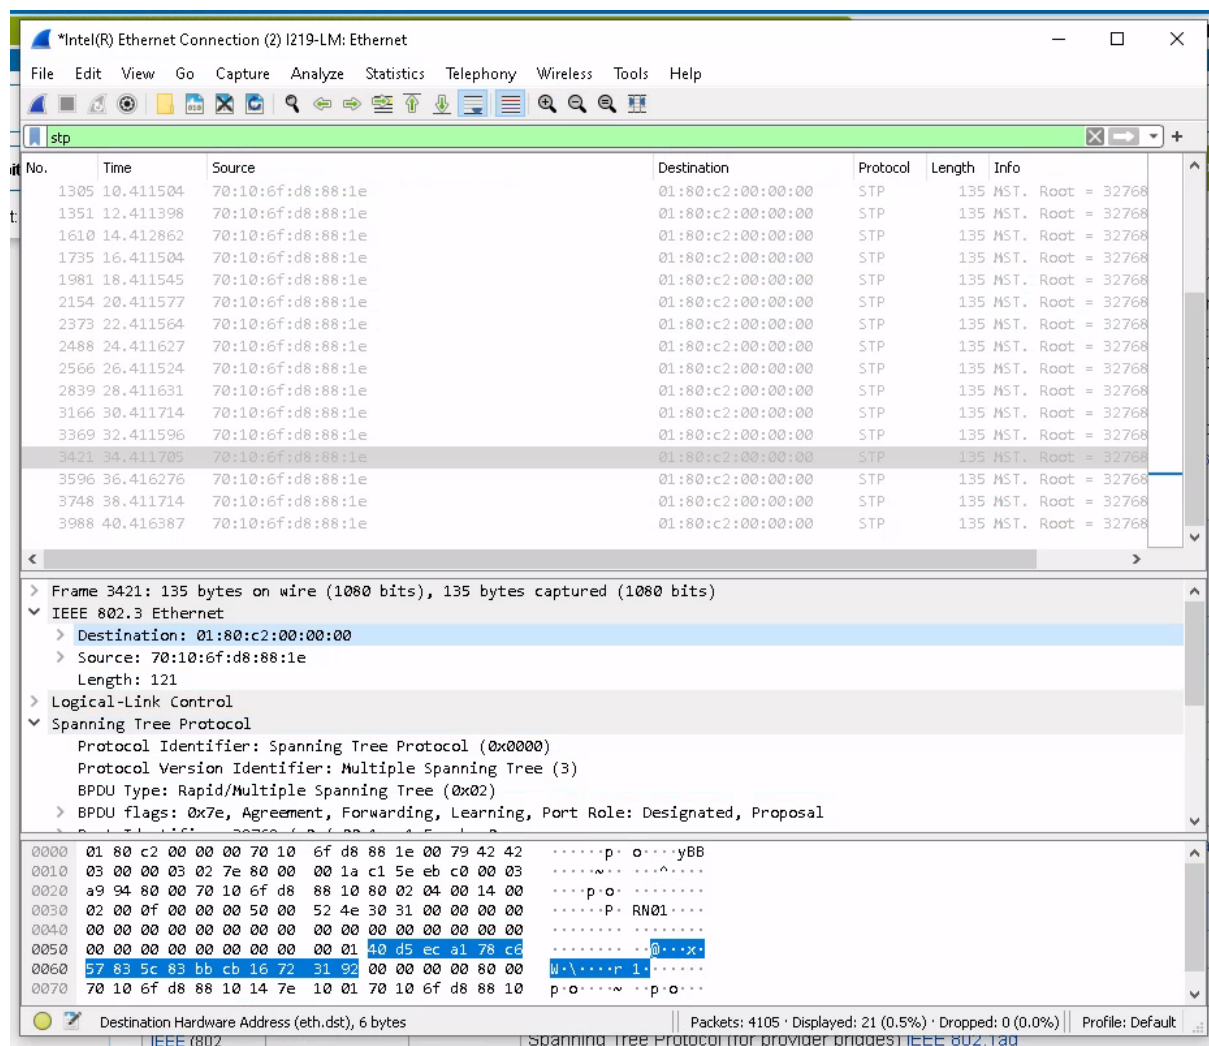 *Intel(R) Ethernet Connection (2) I219-LM: Ethernet
File Edit View Go Capture Analyze Statistics Telephony Wireless Tools Help
stp
No. Time Source Destination Protocol Length Info
1305 10.411504 70:10:6f:d8:88:1e 01:80:c2:00:00:00 STP 135 MST. Root = 32768
1351 12.411398 70:10:6f:d8:88:1e 01:80:c2:00:00:00 STP 135 MST. Root = 32768
1610 14.412862 70:10:6f:d8:88:1e 01:80:c2:00:00:00 STP 135 MST. Root = 32768
1735 16.411504 70:10:6f:d8:88:1e 01:80:c2:00:00:00 STP 135 MST. Root = 32768
1981 18.411545 70:10:6f:d8:88:1e 01:80:c2:00:00:00 STP 135 MST. Root = 32768
2154 20.411577 70:10:6f:d8:88:1e 01:80:c2:00:00:00 STP 135 MST. Root = 32768
2373 22.411564 70:10:6f:d8:88:1e 01:80:c2:00:00:00 STP 135 MST. Root = 32768
2488 24.411627 70:10:6f:d8:88:1e 01:80:c2:00:00:00 STP 135 MST. Root = 32768
2566 26.411524 70:10:6f:d8:88:1e 01:80:c2:00:00:00 STP 135 MST. Root = 32768
2839 28.411631 70:10:6f:d8:88:1e 01:80:c2:00:00:00 STP 135 MST. Root = 32768
3166 30.411714 70:10:6f:d8:88:1e 01:80:c2:00:00:00 STP 135 MST. Root = 32768
3369 32.411596 70:10:6f:d8:88:1e 01:80:c2:00:00:00 STP 135 MST. Root = 32768
3421 34.411705 70:10:6f:d8:88:1e 01:80:c2:00:00:00 STP 135 MST. Root = 32768
3596 36.416276 70:10:6f:d8:88:1e 01:80:c2:00:00:00 STP 135 MST. Root = 32768
3748 38.411714 70:10:6f:d8:88:1e 01:80:c2:00:00:00 STP 135 MST. Root = 32768
3988 40.416387 70:10:6f:d8:88:1e 01:80:c2:00:00:00 STP 135 MST. Root = 32768
Frame 3421: 135 bytes on wire (1080 bits), 135 bytes captured (1080 bits)
IEEE 802.3 Ethernet
Destination: 01:80:c2:00:00:00
Source: 70:10:6f:d8:88:1e
Length: 121
Logical-Link Control
Spanning Tree Protocol
Protocol Identifier: Spanning Tree Protocol (0x0000)
Protocol Version Identifier: Multiple Spanning Tree (3)
BPDU Type: Rapid/Multiple Spanning Tree (0x02)
BPDU flags: 0x7e, Agreement, Forwarding, Learning, Port Role: Designated, Proposal
0000 01 80 c2 00 00 00 70 10 6f d8 88 1e 00 79 42 42 ······p· o····yBB
0010 03 00 00 03 02 7e 80 00 00 1a c1 5e eb c0 00 03 ·····~·· ···^····
0020 a9 94 80 00 70 10 6f d8 88 10 80 02 04 00 14 00 ····p·o· ········
0030 02 00 0f 00 00 00 50 00 52 4e 30 31 00 00 00 00 ······P· RN01····
0040 00 00 00 00 00 00 00 00 00 00 00 00 00 00 00 00 ········ ········
0050 00 00 00 00 00 00 00 00 00 01 40 d5 ec a1 78 c6 ········ ··@···x·
0060 57 83 5c 83 bb cb 16 72 31 92 00 00 00 00 80 00 W·\····r 1·······
0070 70 10 6f d8 88 10 14 7e 10 01 70 10 6f d8 88 10 p·o····~ ··p·o···
Destination Hardware Address (eth.dst), 6 bytes Packets: 4105 · Displayed: 21 (0.5%) · Dropped: 0 (0.0%) Profile: Default
IEEE (802 Spanning Tree Protocol (for provider bridges) IEEE 802.1ad